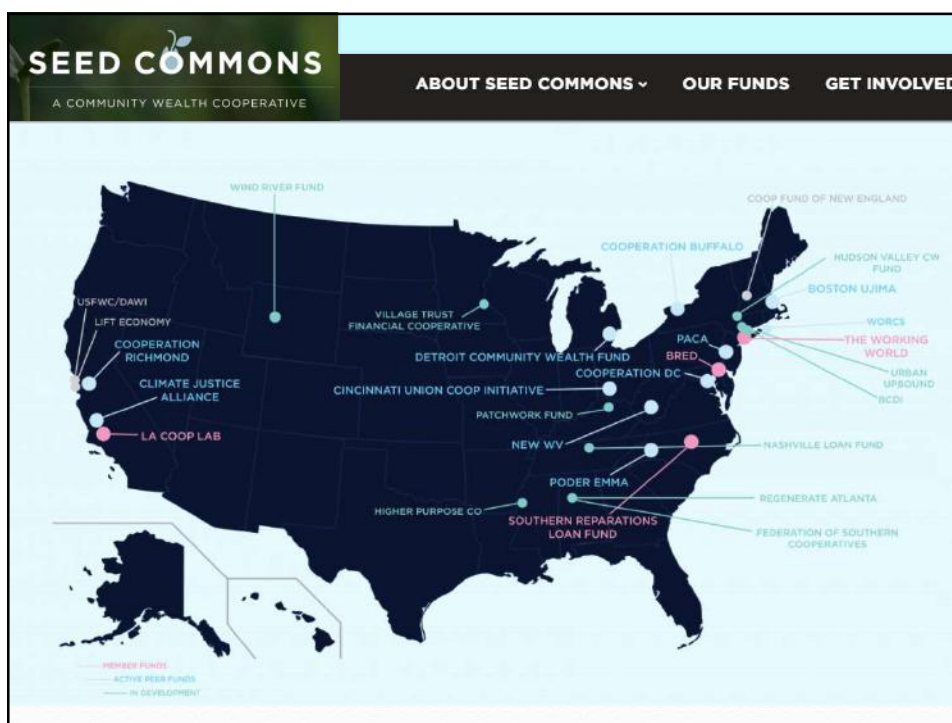 SEED COMMONS
A COMMUNITY WEALTH COOPERATIVE
ABOUT SEED COMMONS
OUR FUNDS
GET INVOLVED
WIND RIVER FUND
COOP FUND OF NEW ENGLAND
COOPERATION BUFFALO
HUDSON VALLEY CW
FUND
BOSTON UJIMA
USFWC/DAWI
LIFT ECONOMY
VILLAGE TRUST
FINANCIAL COOPERATIVE
WORCS
COOPERATION
RICHMOND
PACA
THE WORKING
WORLD
DETROIT COMMUNITY WEALTH FUND
BRED
COOPERATION DC
URBAN
UPBOUND
CLIMATE JUSTICE
ALLIANCE
CINCINNATI UNION COOP INITIATIVE
BCDI
PATCHWORK FUND
LA COOP LAB
NEW WV
NASHVILLE LOAN FUND
PODER EMMA
HIGHER PURPOSE CO
REGENERATE ATLANTA
SOUTHERN REPARATIONS
LOAN FUND
FEDERATION OF SOUTHERN
COOPERATIVES
MEMBER FUNDS
ACTIVE PEER FUNDS
IN DEVELOPMENT